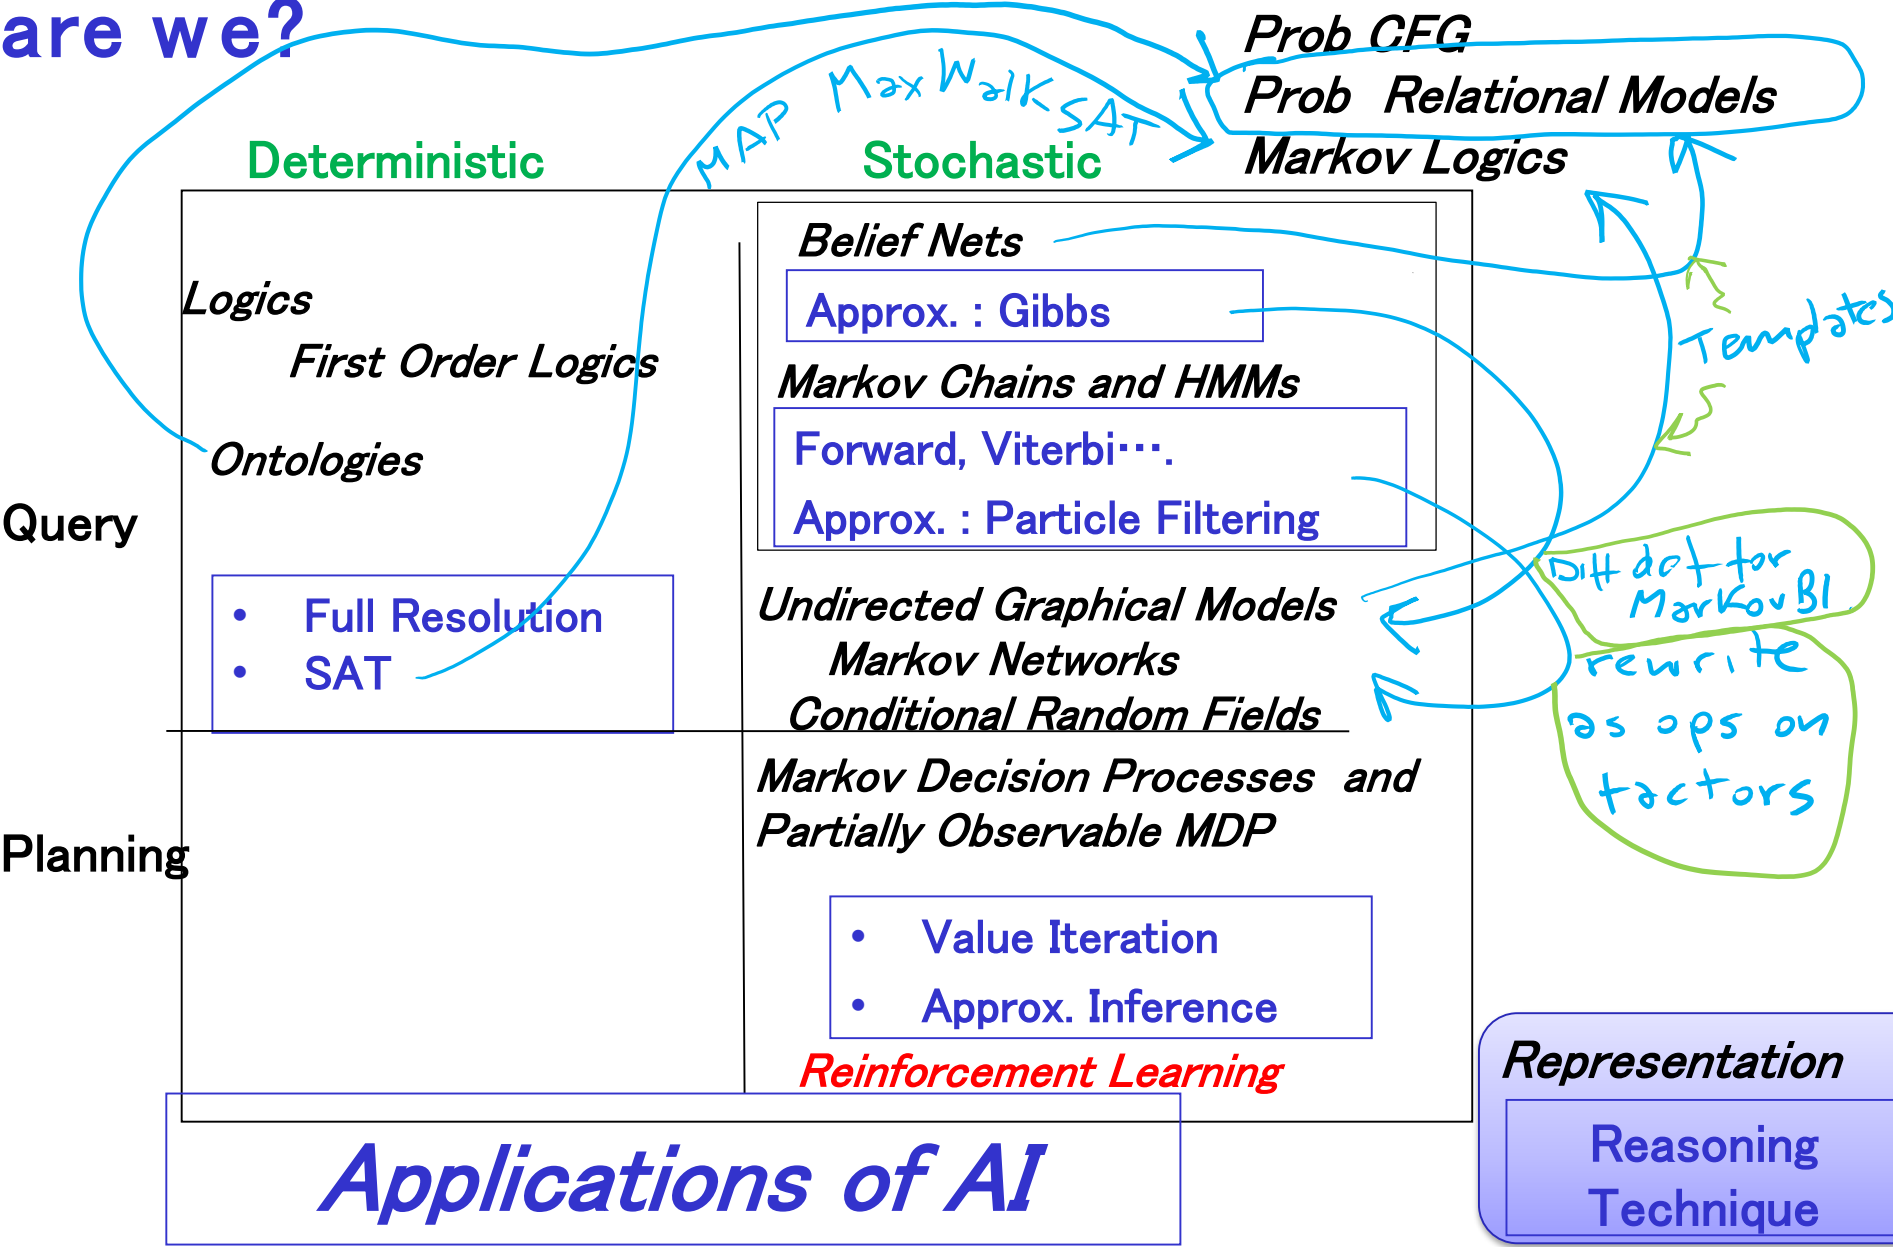 are we?
Prob CFG
Prob Relational Models
Markov Logics
MAP MaxWalkSAT
Deterministic
Stochastic
Belief Nets
Logics
Approx. : Gibbs
Templates
First Order Logics
Markov Chains and HMMs
Ontologies
Forward, Viterbi….
Approx. : Particle Filtering
Query
• Full Resolution
• SAT
Undirected Graphical Models
Markov Networks
Conditional Random Fields
Diff def for
Markov Bl.
rewrite
as ops on
factors
Markov Decision Processes and
Partially Observable MDP
Planning
• Value Iteration
• Approx. Inference
Reinforcement Learning
Applications of AI
Representation
Reasoning
Technique